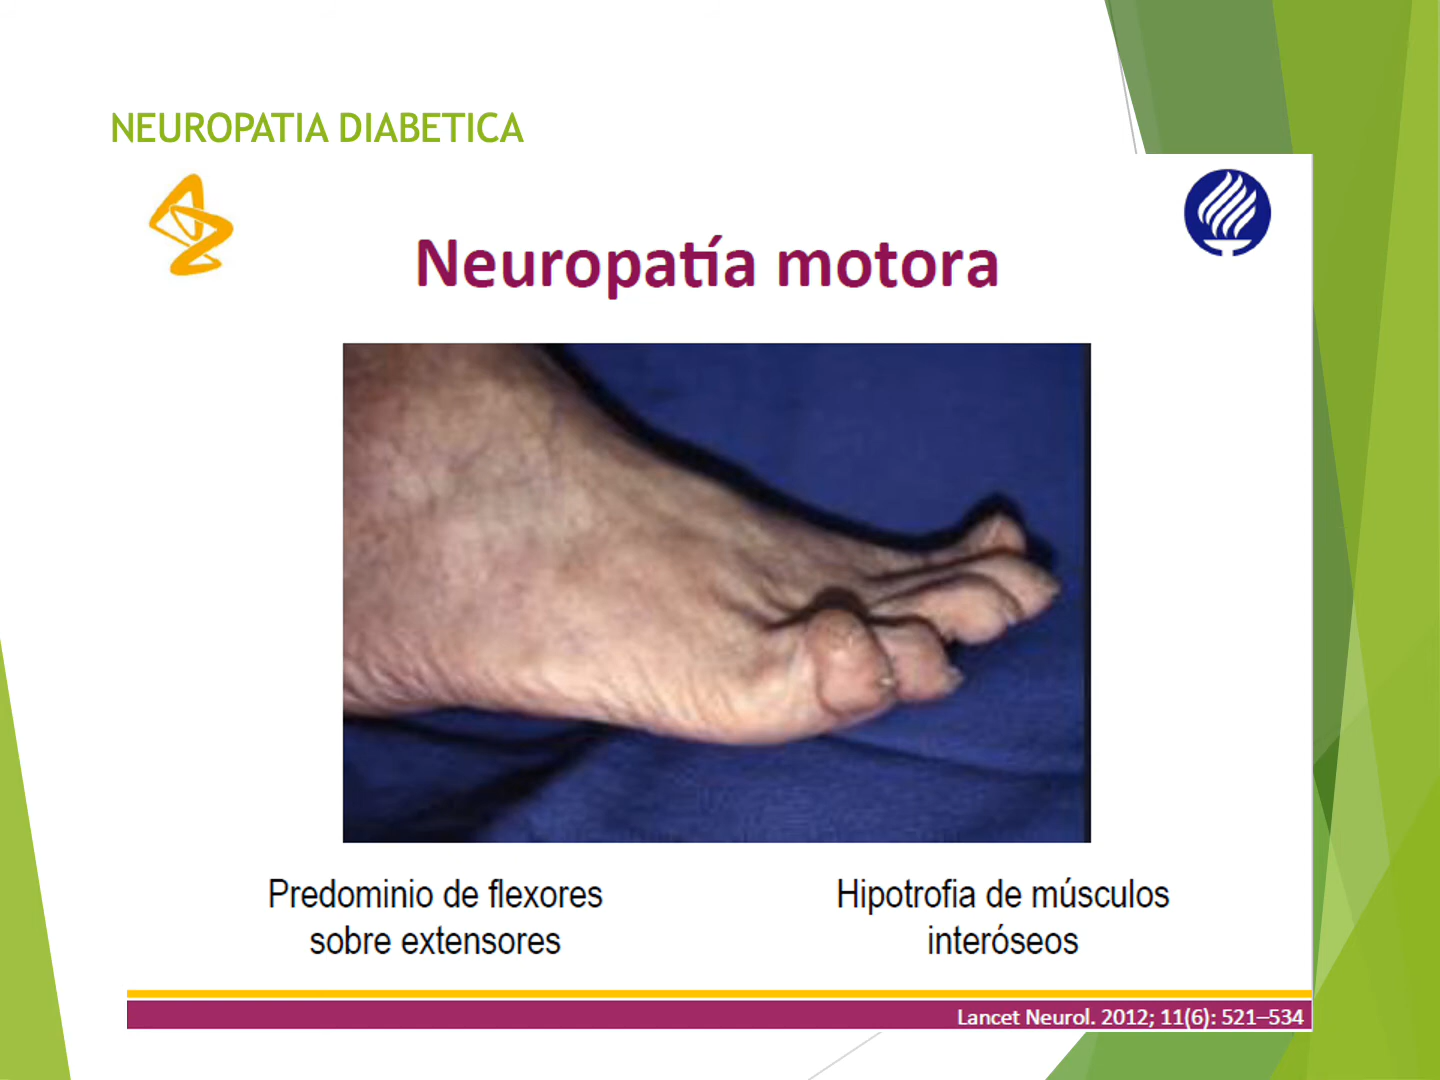 NEUROPATIA DIABETICA
Neuropatía motora
Predominio de flexores
sobre extensores
Hipotrofia de músculos
interóseos
Lancet Neurol. 2012; 11(6): 521–534